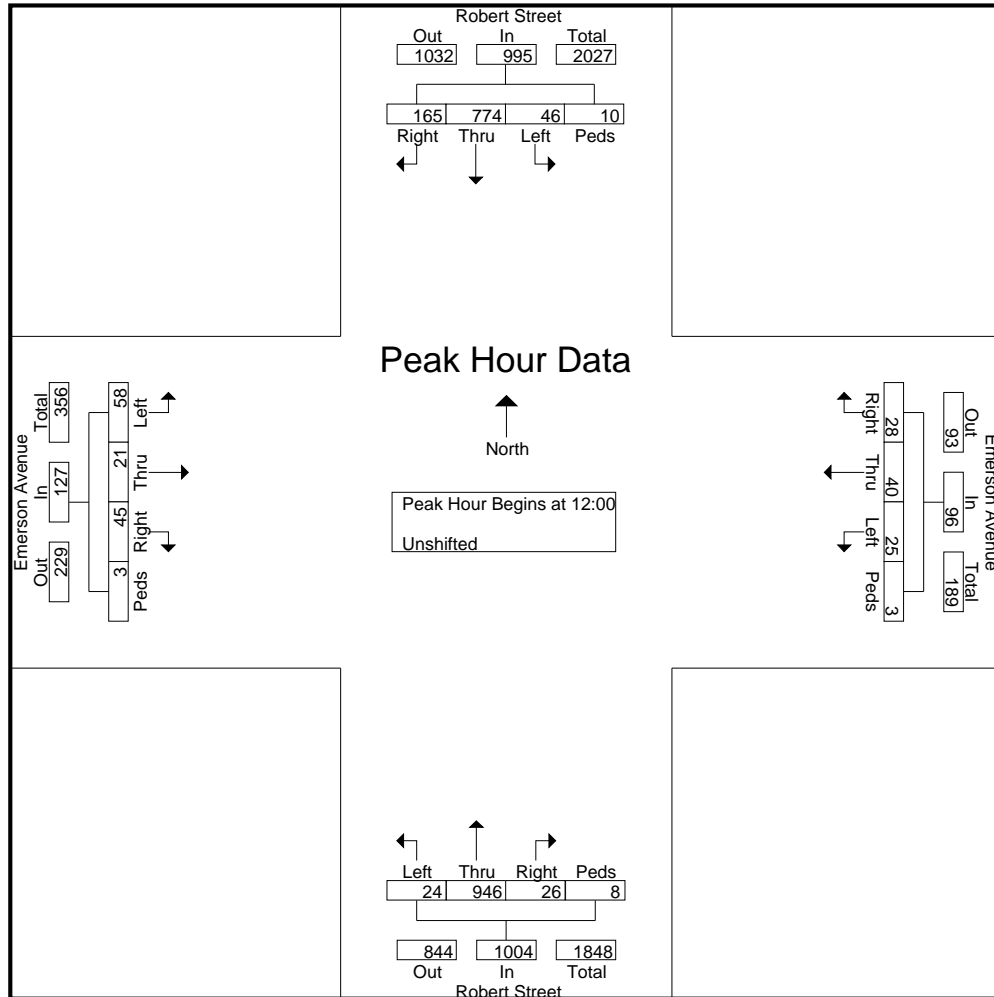 Robert Street
Out In Total
1032 995 2027
165 774 46 10
Right Thru Left Peds
Peak Hour Data
North
Peak Hour Begins at 12:00
Unshifted
Emerson Avenue
Total In Out
356 127 229
58 21 45 3
Left Thru Right Peds
Emerson Avenue
Out In Total
93 96 189
28 40 25 3
Right Thru Left Peds
Left Thru Right Peds
24 946 26 8
844 1004 1848
Out In Total
Robert Street